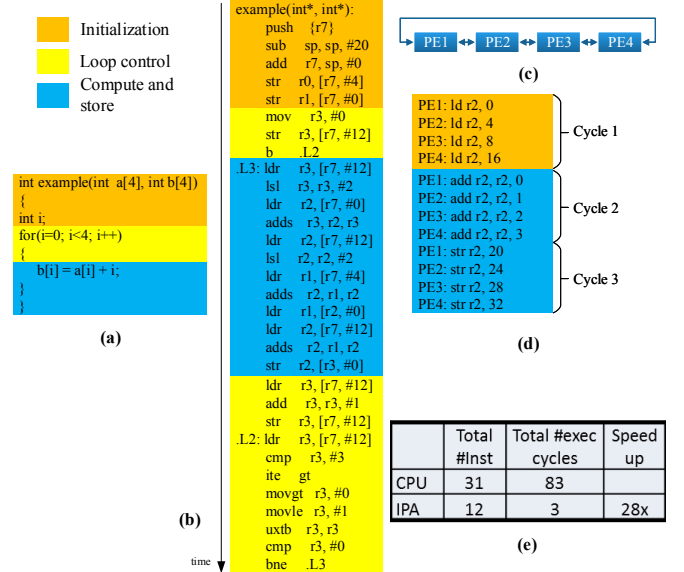 Initialization
Loop control
Compute and
store
int example(int a[4], int b[4])
{
int i;
for(i=0; i<4; i++)
{
b[i] = a[i] + i;
}
}
(a)
example(int*, int*):
push {r7}
sub sp, sp, #20
add r7, sp, #0
str r0, [r7, #4]
str r1, [r7, #0]
mov r3, #0
str r3, [r7, #12]
b .L2
.L3: ldr r3, [r7, #12]
lsl r3, r3, #2
ldr r2, [r7, #0]
adds r3, r2, r3
ldr r2, [r7, #12]
lsl r2, r2, #2
ldr r1, [r7, #4]
adds r2, r1, r2
ldr r1, [r2, #0]
ldr r2, [r7, #12]
adds r2, r1, r2
str r2, [r3, #0]
ldr r3, [r7, #12]
add r3, r3, #1
str r3, [r7, #12]
.L2: ldr r3, [r7, #12]
cmp r3, #3
ite gt
movgt r3, #0
movle r3, #1
uxtb r3, r3
cmp r3, #0
bne .L3
(b)
time
PE1 PE2 PE3 PE4
(c)
PE1: ld r2, 0
PE2: ld r2, 4
PE3: ld r2, 8
PE4: ld r2, 16
Cycle 1
PE1: add r2, r2, 0
PE2: add r2, r2, 1
PE3: add r2, r2, 2
PE4: add r2, r2, 3
Cycle 2
PE1: str r2, 20
PE2: str r2, 24
PE3: str r2, 28
PE4: str r2, 32
Cycle 3
(d)
Total #Inst Total #exec cycles Speed up
CPU 31 83
IPA 12 3 28x
(e)